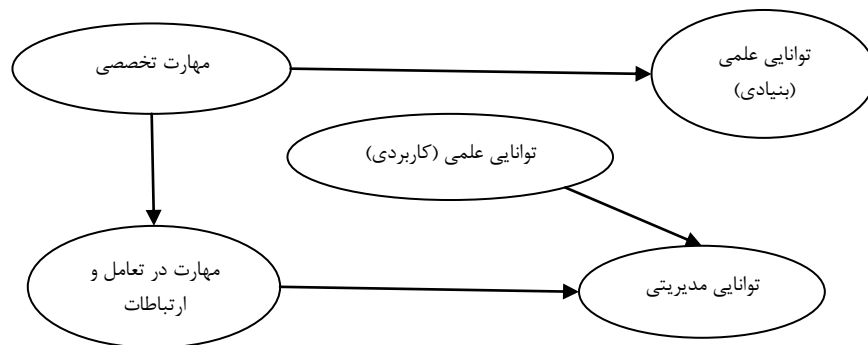 توانایی علمی
(بنیادی)
مهارت تخصصی
توانایی علمی (کاربردی)
مهارت در تعامل و
ارتباطات
توانایی مدیریتی